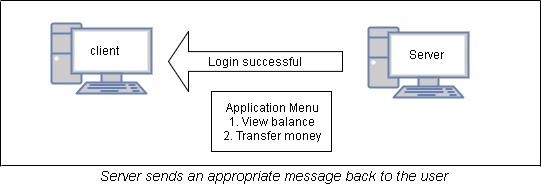 client
Login successful
Server
Application Menu
1. View balance
2. Transfer money
Server sends an appropriate message back to the user